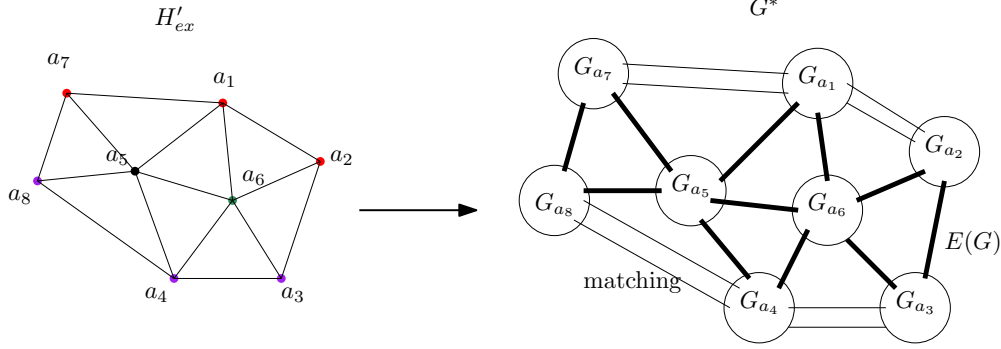 H'_{ex}
G*
a_7
a_1
a_2
a_5
a_6
a_8
a_4
a_3
G_{a_7}
G_{a_1}
G_{a_2}
G_{a_5}
G_{a_6}
G_{a_8}
E(G)
matching
G_{a_4}
G_{a_3}